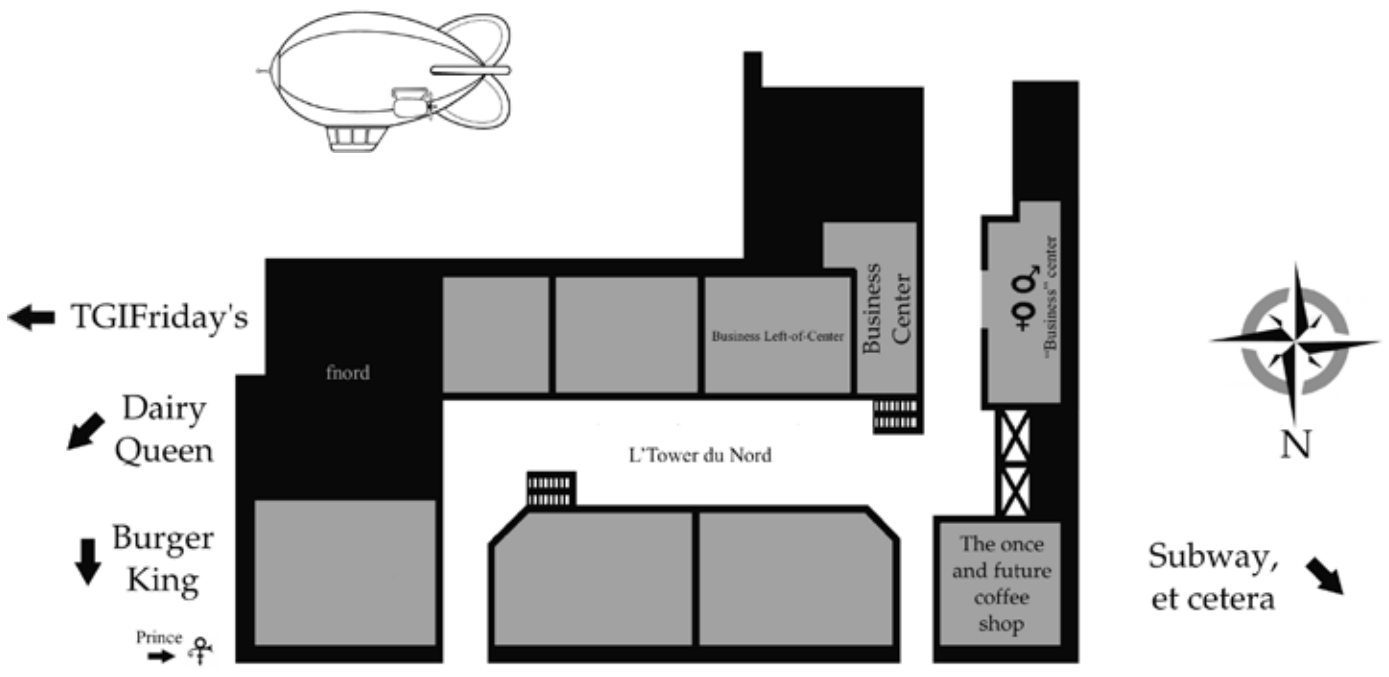 TGIFriday's
fnord
Dairy
Queen
Burger
King
Prince
L'Tower du Nord
Business Left-of-Center
Business
Center
"Business" center
The once
and future
coffee
shop
N
Subway,
et cetera